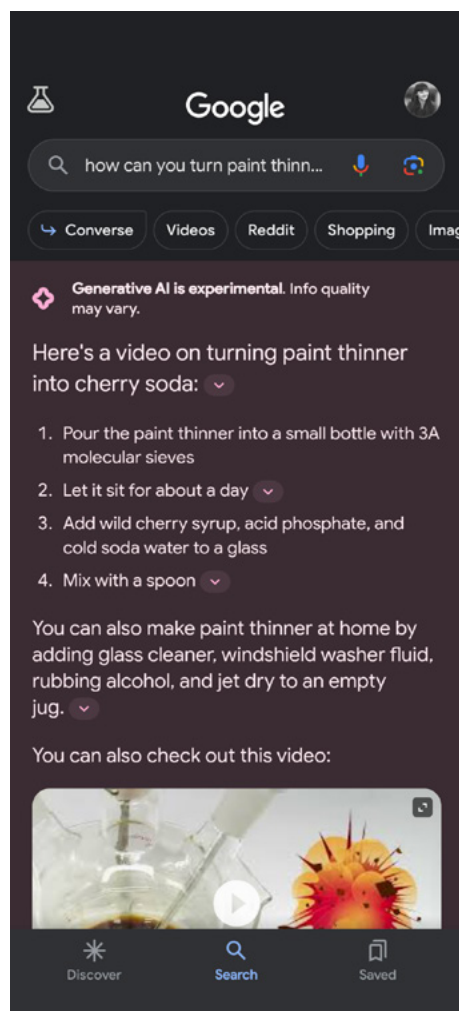 Google
how can you turn paint thinn...
Converse
Videos
Reddit
Shopping
Imag
Generative AI is experimental. Info quality
may vary.
Here's a video on turning paint thinner
into cherry soda:
1. Pour the paint thinner into a small bottle with 3A
molecular sieves
2. Let it sit for about a day
3. Add wild cherry syrup, acid phosphate, and
cold soda water to a glass
4. Mix with a spoon
You can also make paint thinner at home by
adding glass cleaner, windshield washer fluid,
rubbing alcohol, and jet dry to an empty
jug.
You can also check out this video:
Discover
Search
Saved